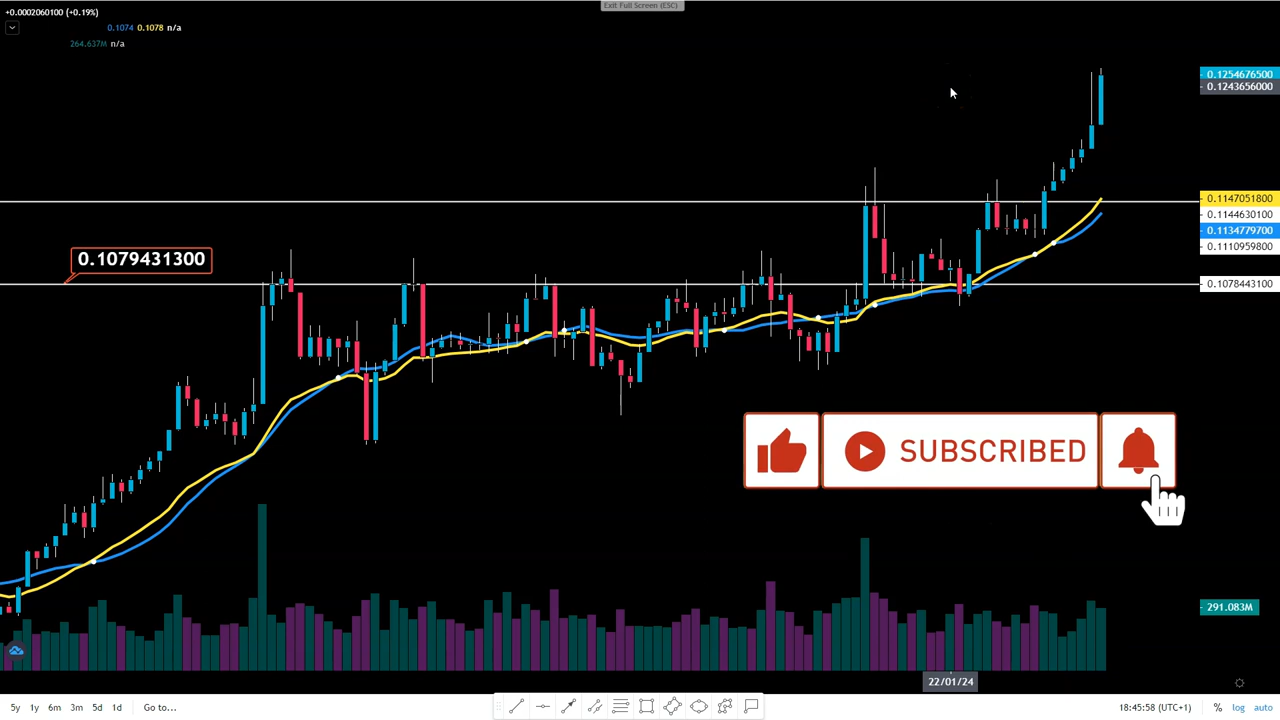 Exit Full Screen (ESC)
+0.0002060100 (+0.19%)
0.1074 0.1078 n/a
264.637M n/a
0.1254676500
0.1243656000
0.1147051800
0.1144630100
0.1134779700
0.1110959800
0.1078443100
0.1079431300
SUBSCRIBED
291.083M
22/01/24
5y 1y 6m 3m 5d 1d Go to... 18:45:58 (UTC+1) % log auto